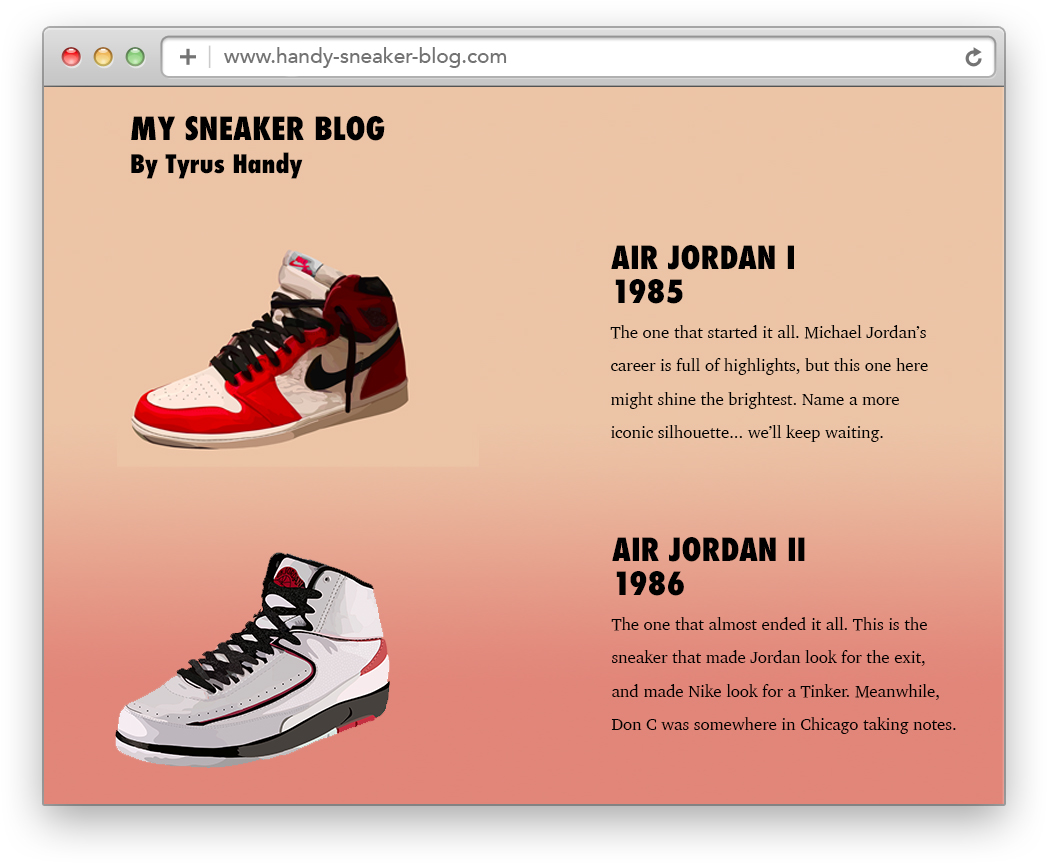 www.handy-sneaker-blog.com
MY SNEAKER BLOG
By Tyrus Handy
AIR JORDAN I
1985
The one that started it all. Michael Jordan’s
career is full of highlights, but this one here
might shine the brightest. Name a more
iconic silhouette... we’ll keep waiting.
AIR JORDAN II
1986
The one that almost ended it all. This is the
sneaker that made Jordan look for the exit,
and made Nike look for a Tinker. Meanwhile,
Don C was somewhere in Chicago taking notes.